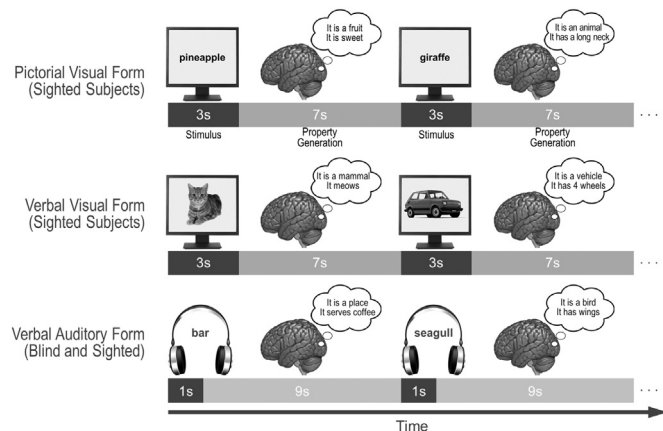 pineapple
It is a fruit
It is sweet
giraffe
It is an animal
It has a long neck
Pictorial Visual Form
(Sighted Subjects)
3s
7s
3s
7s
. . .
Stimulus
Property
Generation
Stimulus
Property
Generation
It is a mammal
It meows
It is a vehicle
It has 4 wheels
Verbal Visual Form
(Sighted Subjects)
3s
7s
3s
7s
. . .
bar
It is a place
It serves coffee
seagull
It is a bird
It has wings
Verbal Auditory Form
(Blind and Sighted)
1s
9s
1s
9s
. . .
Time